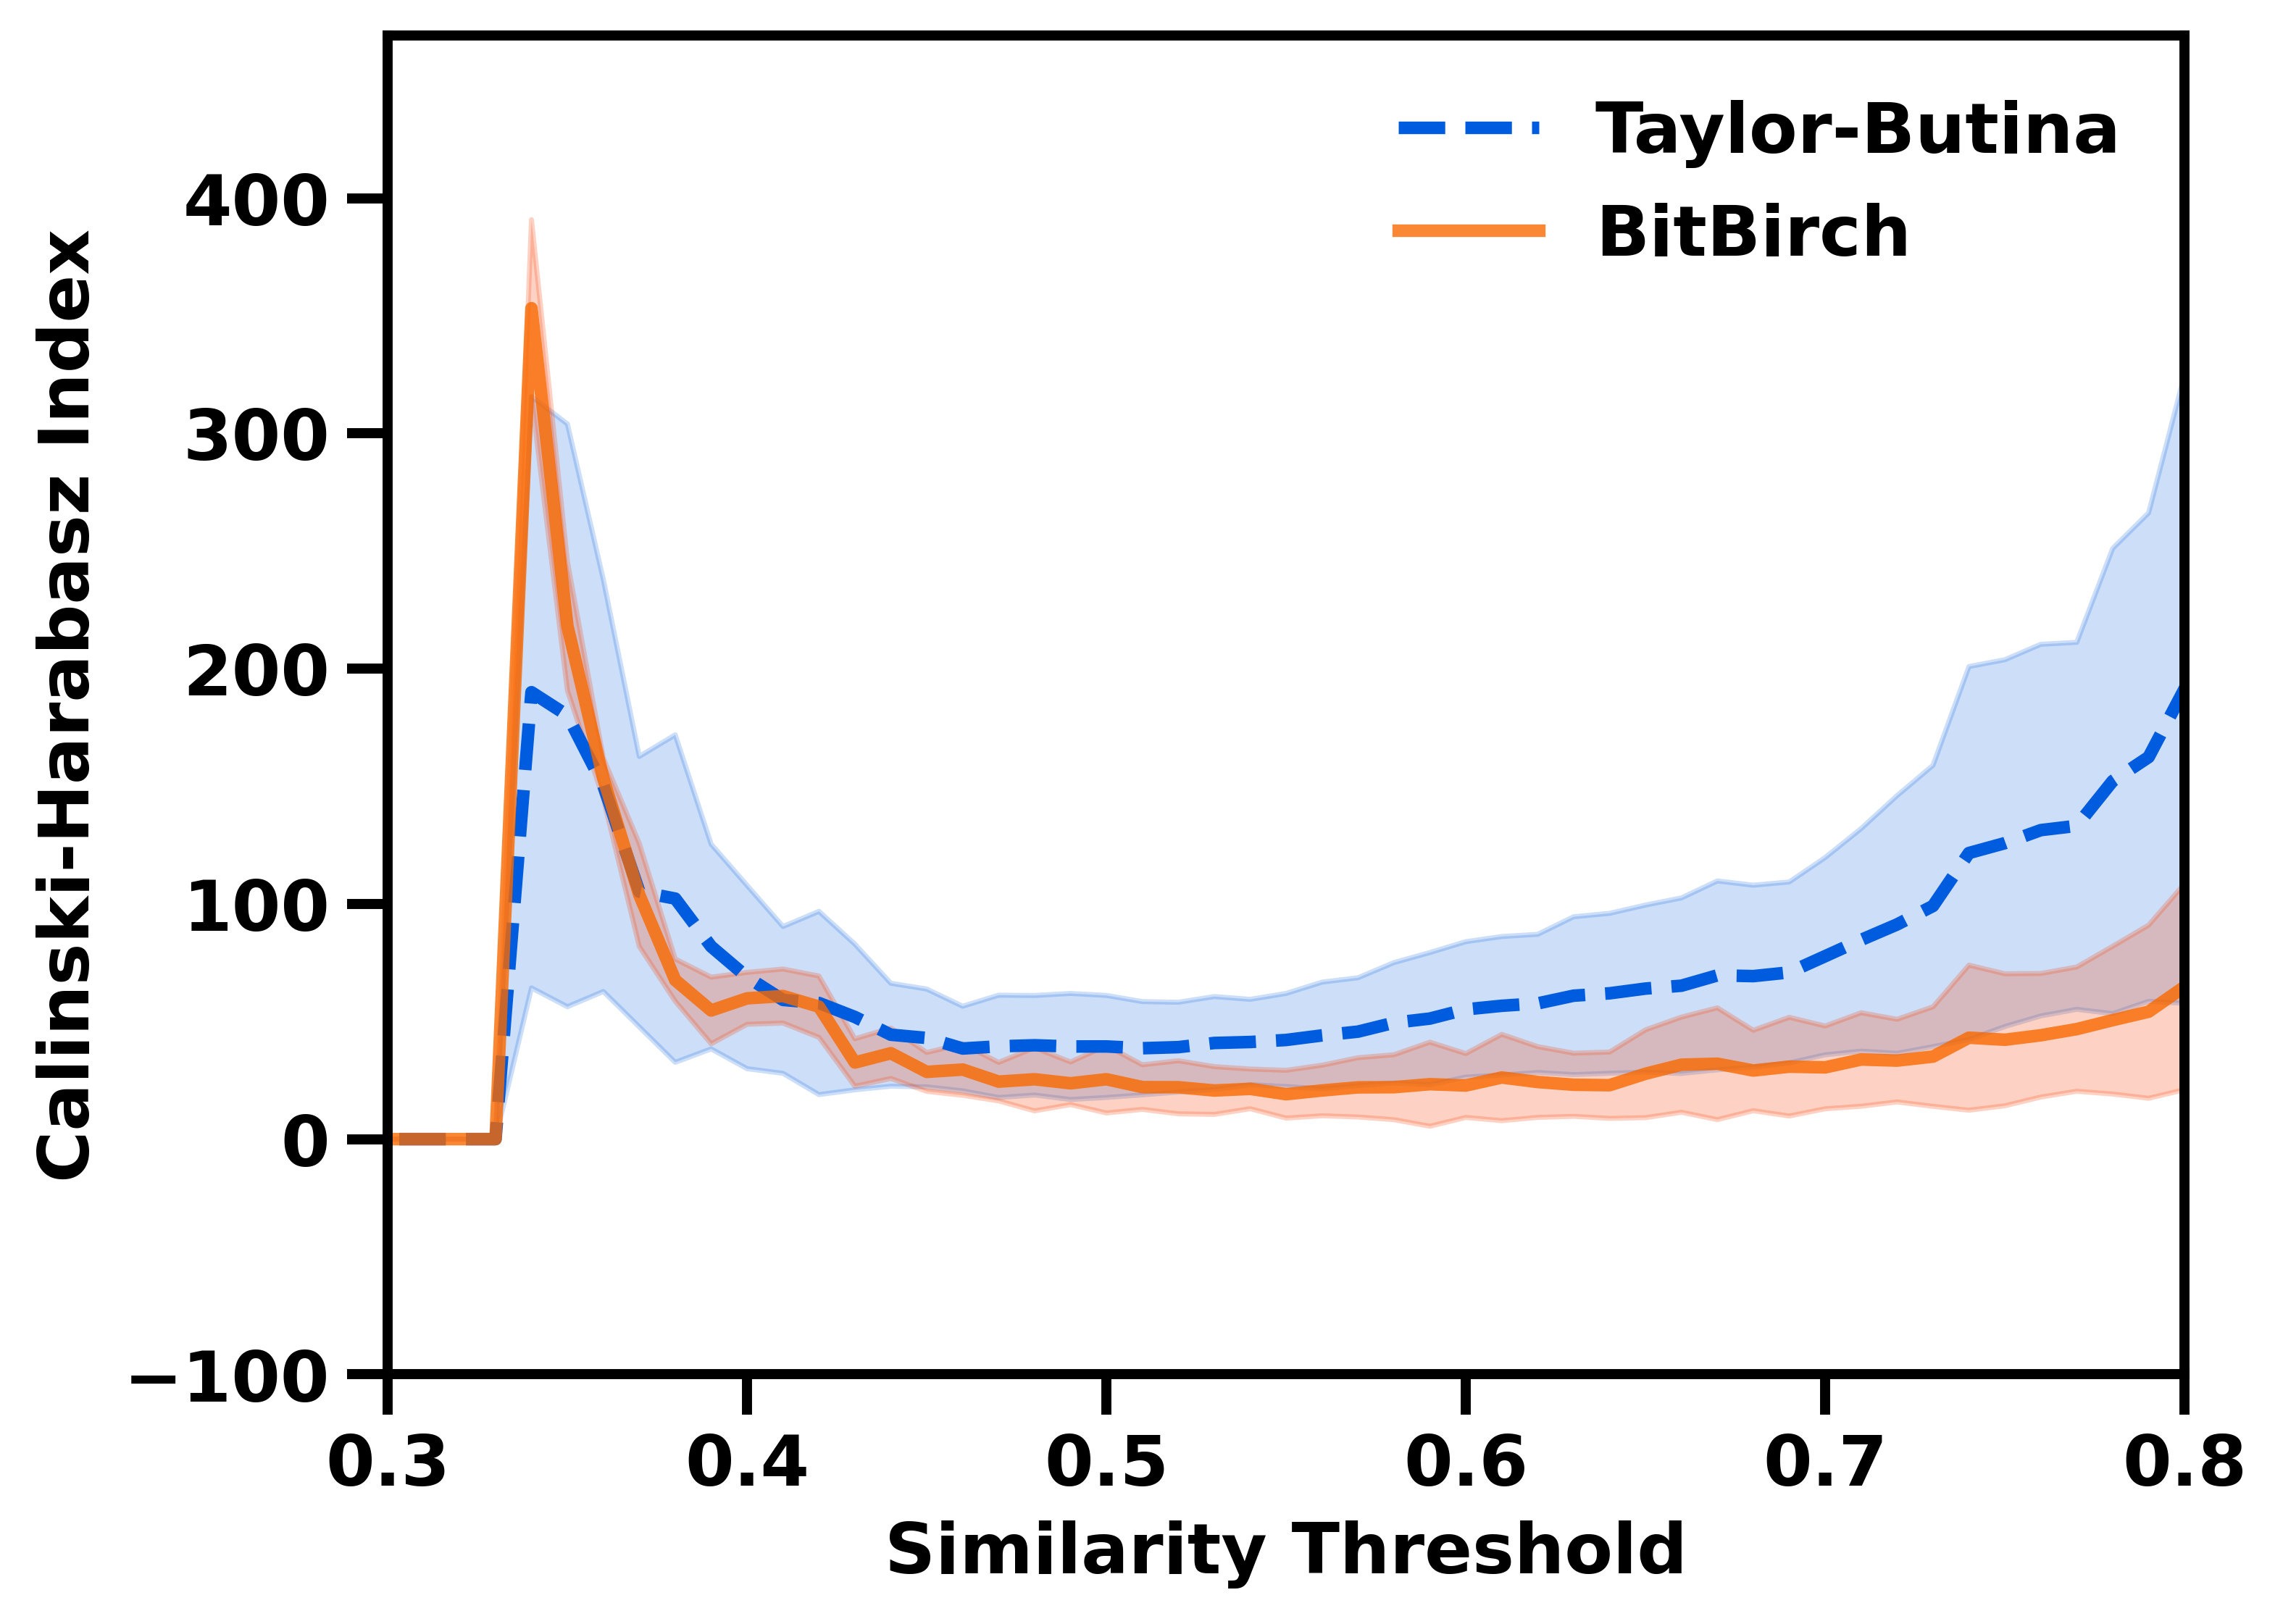 Taylor-Butina
BitBirch
Calinski-Harabasz Index
400
300
200
100
0
−100
0.3 0.4 0.5 0.6 0.7 0.8
Similarity Threshold